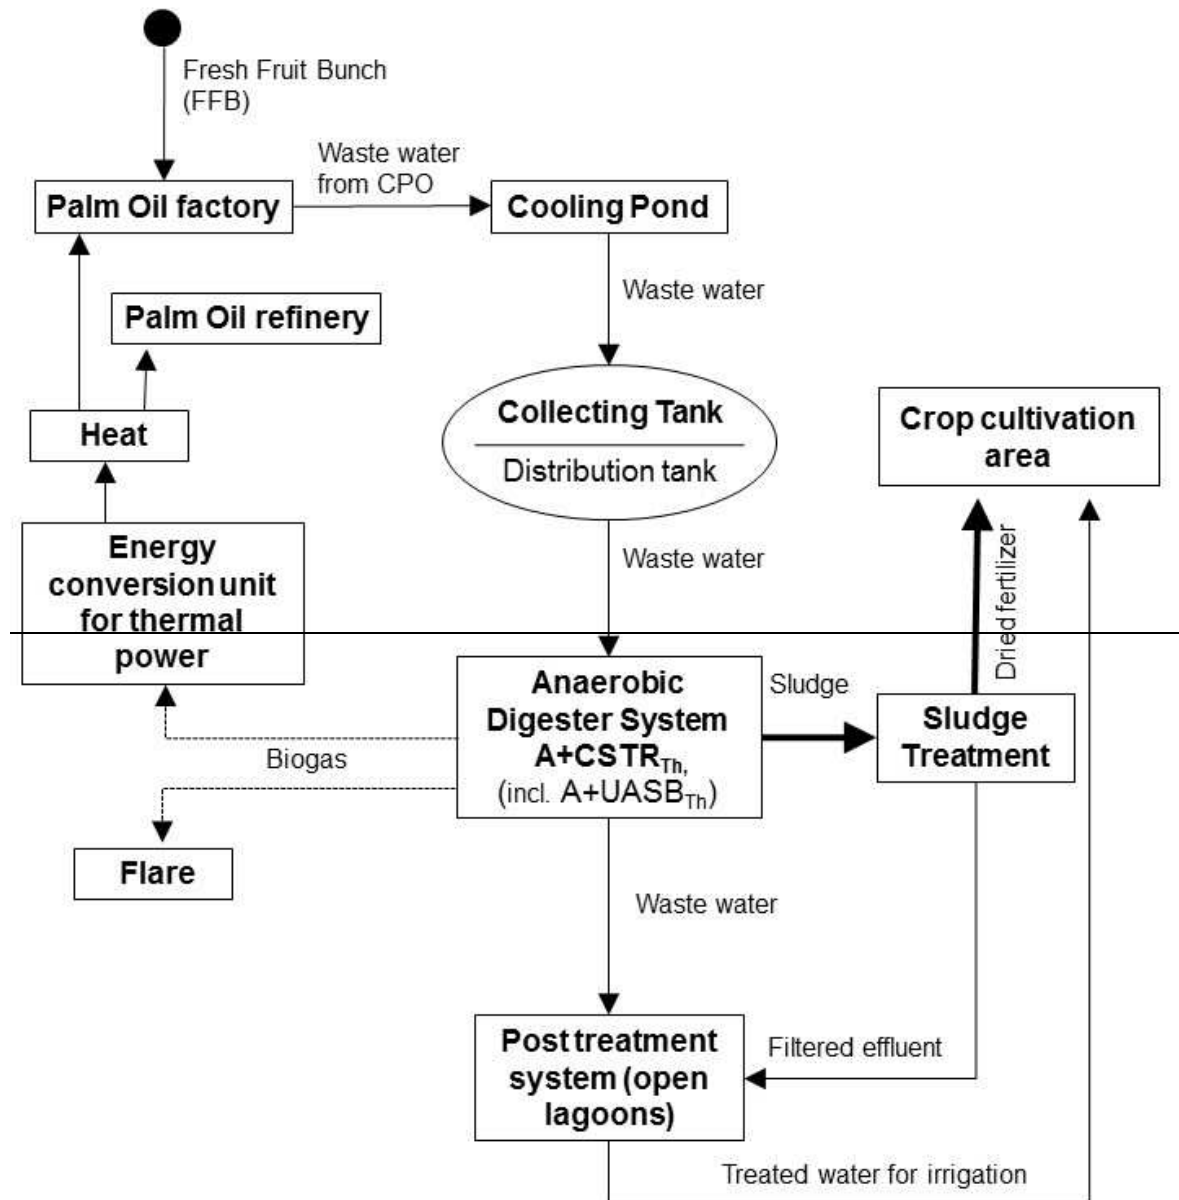 Fresh Fruit Bunch
(FFB)
Waste water
from CPO
Palm Oil factory
Cooling Pond
Waste water
Palm Oil refinery
Collecting Tank
Distribution tank
Crop cultivation
area
Heat
Waste water
Energy
conversion unit
for thermal
power
Dried fertilizer
Anaerobic
Digester System
A+CSTRTh,
(incl. A+UASBTh)
Sludge
Sludge
Treatment
Biogas
Flare
Waste water
Post treatment
system (open
lagoons)
Filtered effluent
Treated water for irrigation